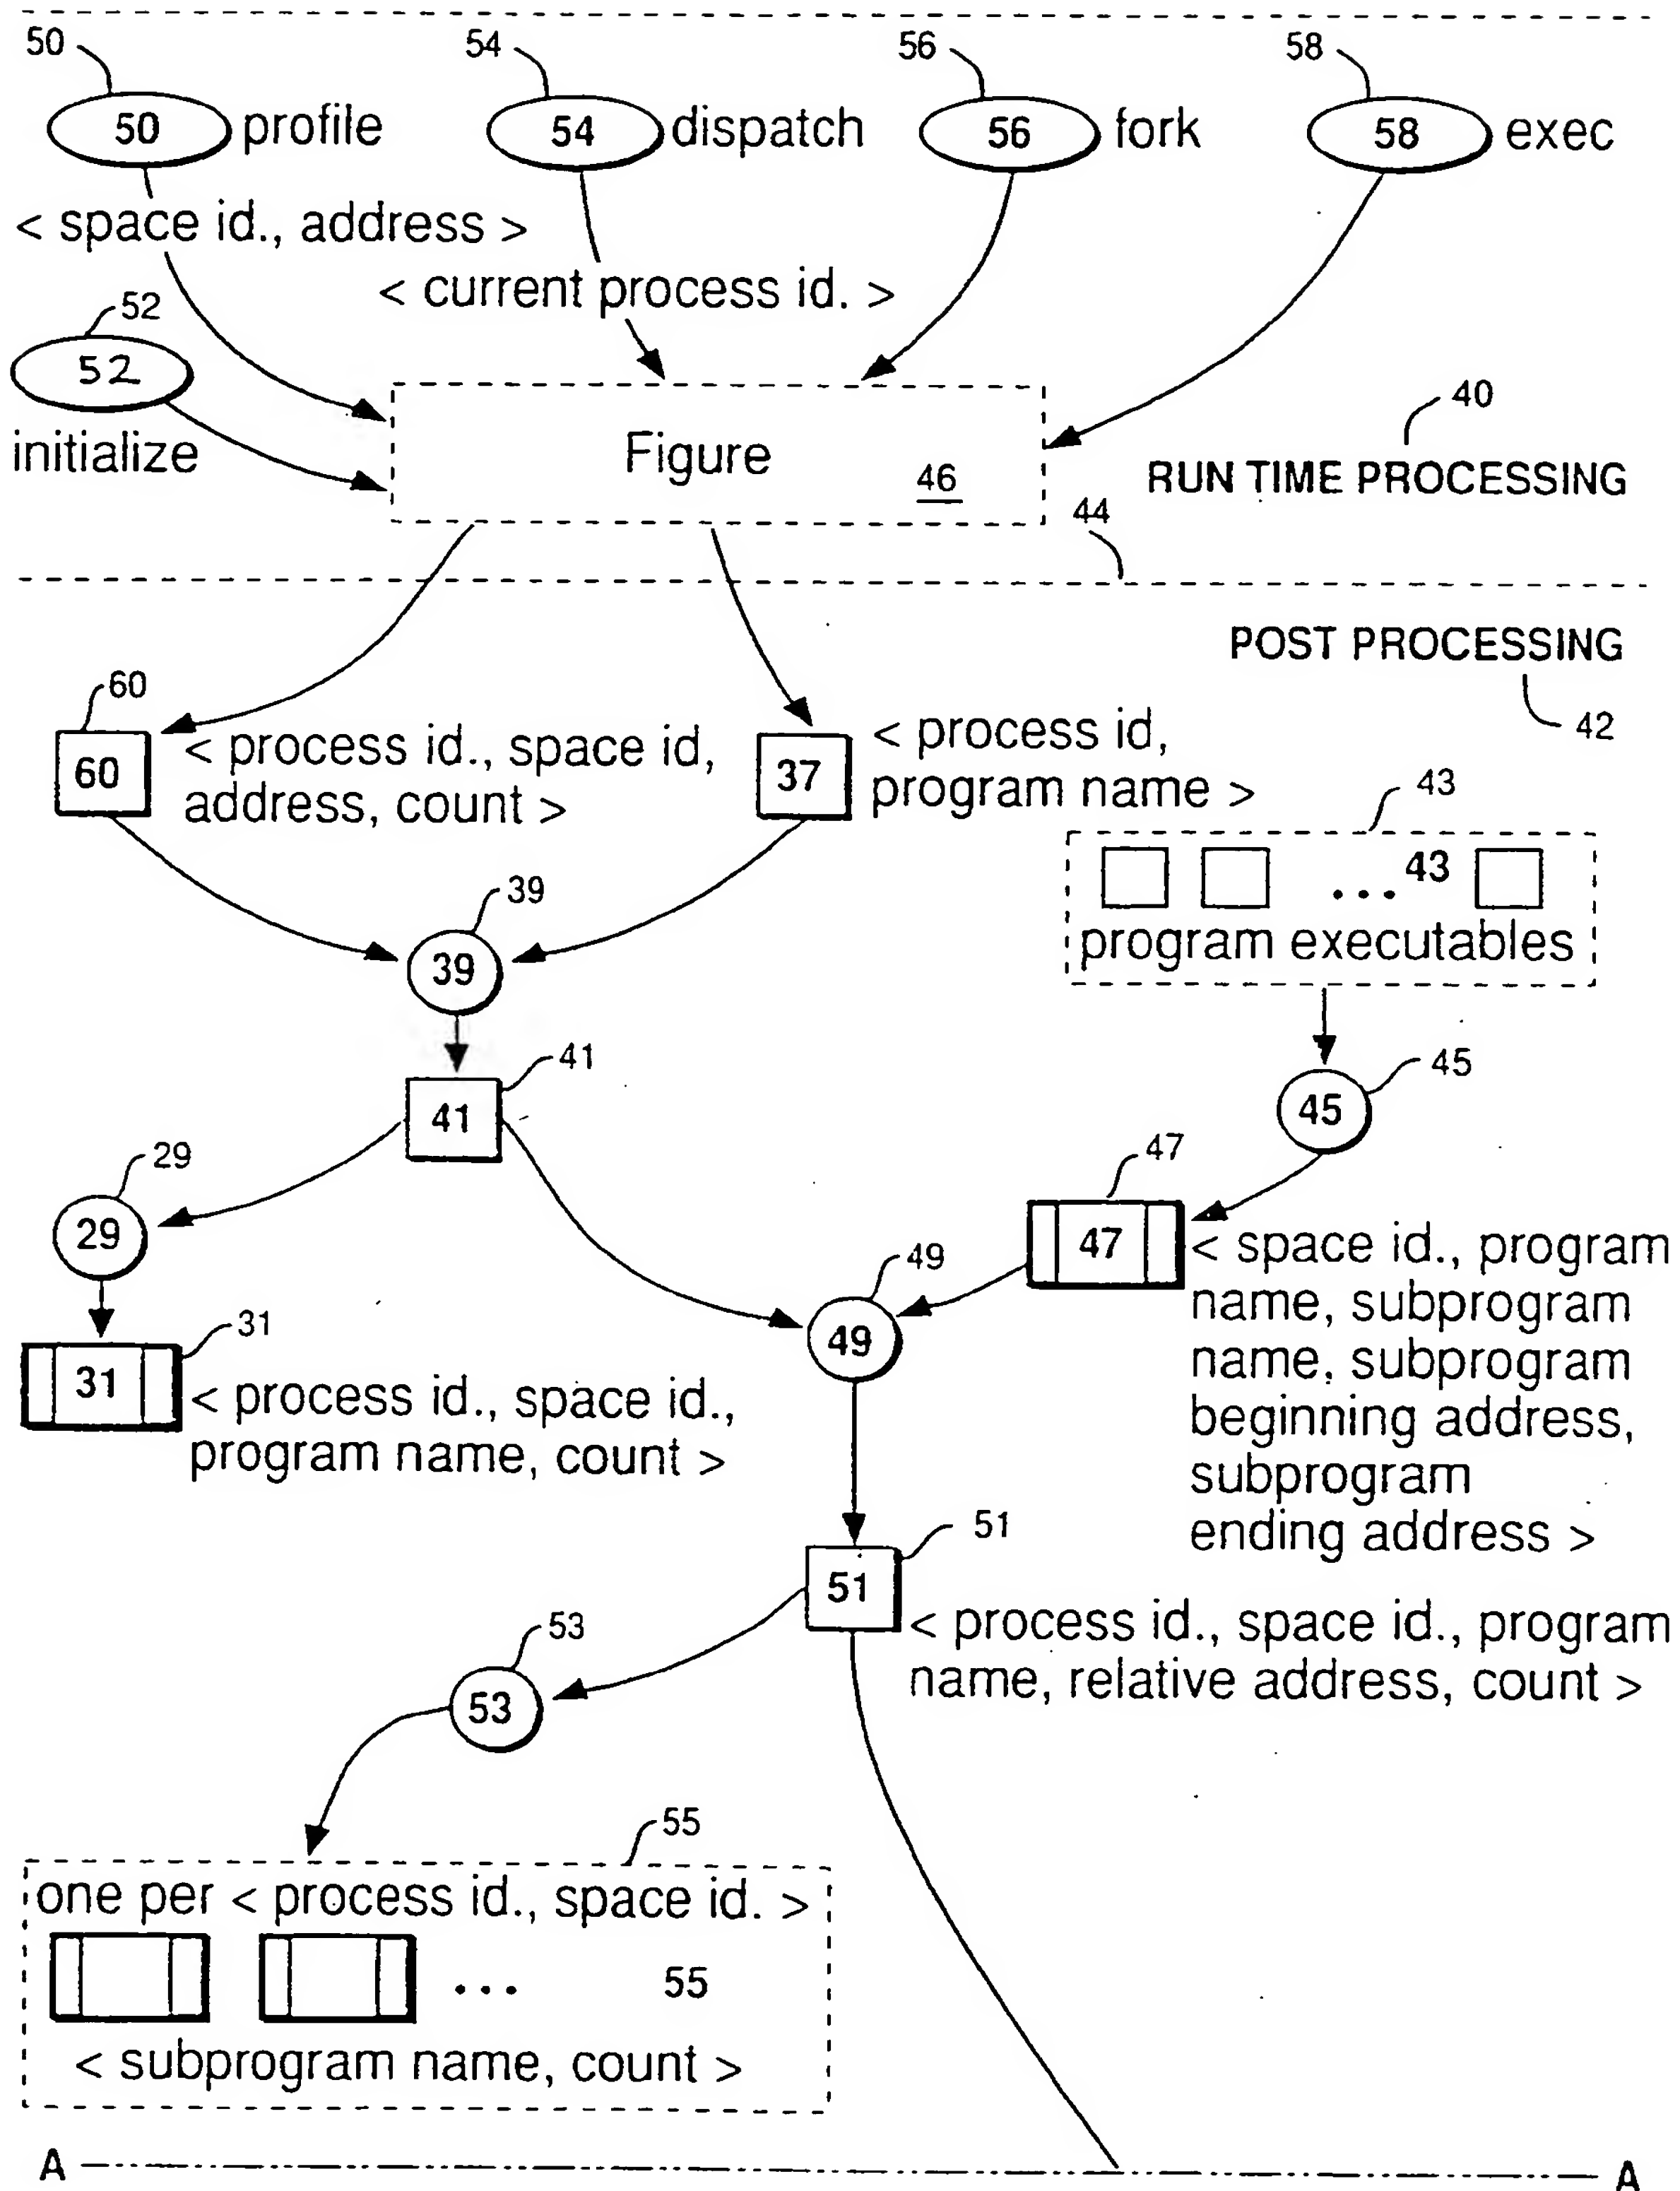 50
54
56
58
50 profile
54 dispatch
56 fork
58 exec
< space id., address >
< current process id. >
52
52
initialize
Figure
46
40
RUN TIME PROCESSING
44
POST PROCESSING
42
60
60
< process id., space id,
address, count >
37
< process id,
program name >
43
... 43
program executables
39
39
41
41
45
45
29
29
47
47
< space id., program
name, subprogram
name, subprogram
beginning address,
subprogram
ending address >
49
49
31
31
< process id., space id.,
program name, count >
51
51
< process id., space id., program
name, relative address, count >
53
53
55
one per < process id., space id. >
... 55
< subprogram name, count >
A A